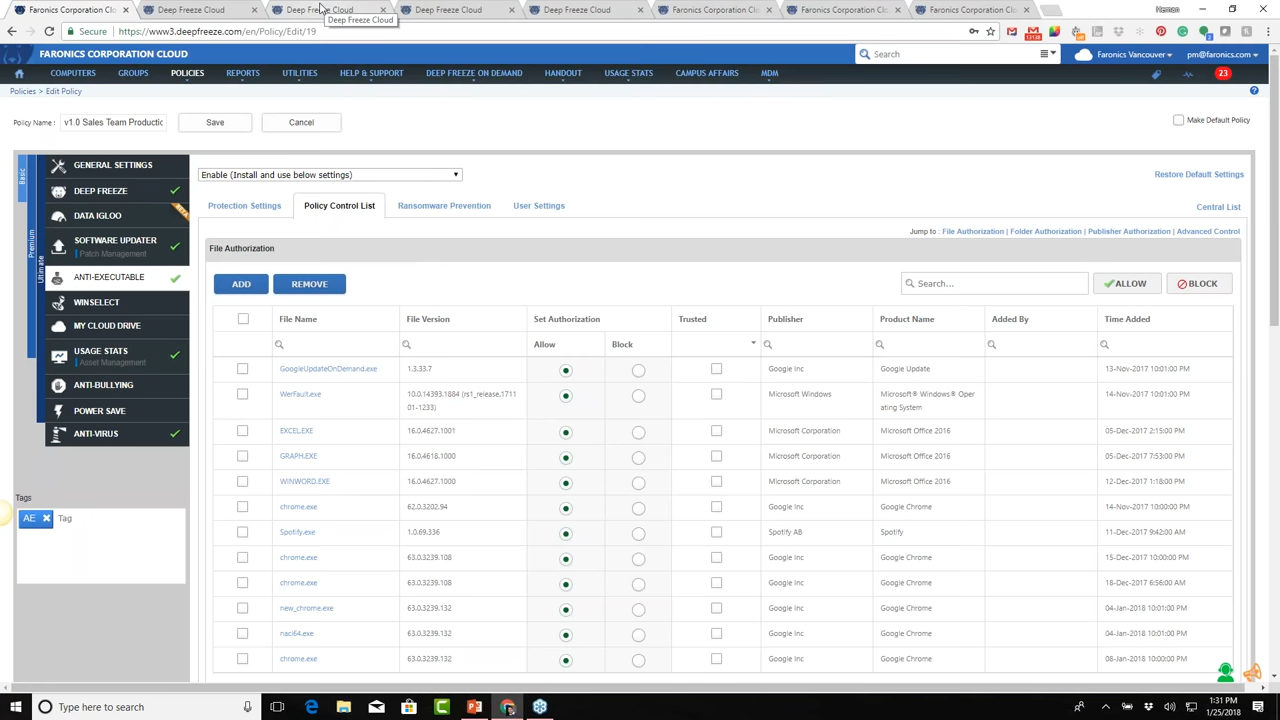 Faronics Corporation Cl
Deep Freeze Cloud
Deep Freeze Cloud
Deep Freeze Cloud
Deep Freeze Cloud
Faronics Corporation Cl
Faronics Corporation Cl
Faronics Corporation Cl
Deep Freeze Cloud
Secure
https://www3.deepfreeze.com/en/Policy/Edit/19
FARONICS CORPORATION CLOUD
Search
Faronics Vancouver
pm@faronics.com
COMPUTERS GROUPS POLICIES REPORTS UTILITIES HELP & SUPPORT DEEP FREEZE ON DEMAND HANDOUT USAGE STATS CAMPUS AFFAIRS MDM
23
Policies > Edit Policy
Policy Name : v1.0 Sales Team Productic Save Cancel Make Default Policy
Basic
Premium
Ultimate
GENERAL SETTINGS
DEEP FREEZE
DATA IGLOO
SOFTWARE UPDATER
Patch Management
ANTI-EXECUTABLE
WINSELECT
MY CLOUD DRIVE
USAGE STATS
Asset Management
ANTI-BULLYING
POWER SAVE
ANTI-VIRUS
Tags
AE Tag
Enable (Install and use below settings)
Restore Default Settings
Protection Settings Policy Control List Ransomware Prevention User Settings
Central List
Jump to : File Authorization | Folder Authorization | Publisher Authorization | Advanced Control
File Authorization
ADD REMOVE Search... ALLOW BLOCK
File Name File Version Set Authorization Trusted Publisher Product Name Added By Time Added
Allow Block
GoogleUpdateOnDemand.exe 1.3.33.7 Google Inc Google Update 13-Nov-2017 10:01:00 PM
WerFault.exe 10.0.14393.1884 (rs1_release.1711 Microsoft Windows Microsoft® Windows® Oper 14-Nov-2017 10:01:00 PM
01-1233) ating System
EXCEL.EXE 16.0.4627.1001 Microsoft Corporation Microsoft Office 2016 05-Dec-2017 2:15:00 PM
GRAPH.EXE 16.0.4618.1000 Microsoft Corporation Microsoft Office 2016 05-Dec-2017 7:53:00 PM
WINWORD.EXE 16.0.4627.1000 Microsoft Corporation Microsoft Office 2016 12-Dec-2017 1:18:00 PM
chrome.exe 62.0.3202.94 Google Inc Google Chrome 14-Nov-2017 10:01:00 PM
Spotify.exe 1.0.69.336 Spotify AB Spotify 11-Dec-2017 9:42:00 AM
chrome.exe 63.0.3239.108 Google Inc Google Chrome 15-Dec-2017 10:00:00 PM
chrome.exe 63.0.3239.108 Google Inc Google Chrome 18-Dec-2017 6:56:00 AM
new_chrome.exe 63.0.3239.132 Google Inc Google Chrome 04-Jan-2018 10:01:00 PM
nacl64.exe 63.0.3239.132 Google Inc Google Chrome 04-Jan-2018 10:01:00 PM
chrome.exe 63.0.3239.132 Google Inc Google Chrome 08-Jan-2018 10:00:00 PM
Type here to search
1:31 PM
1/25/2018